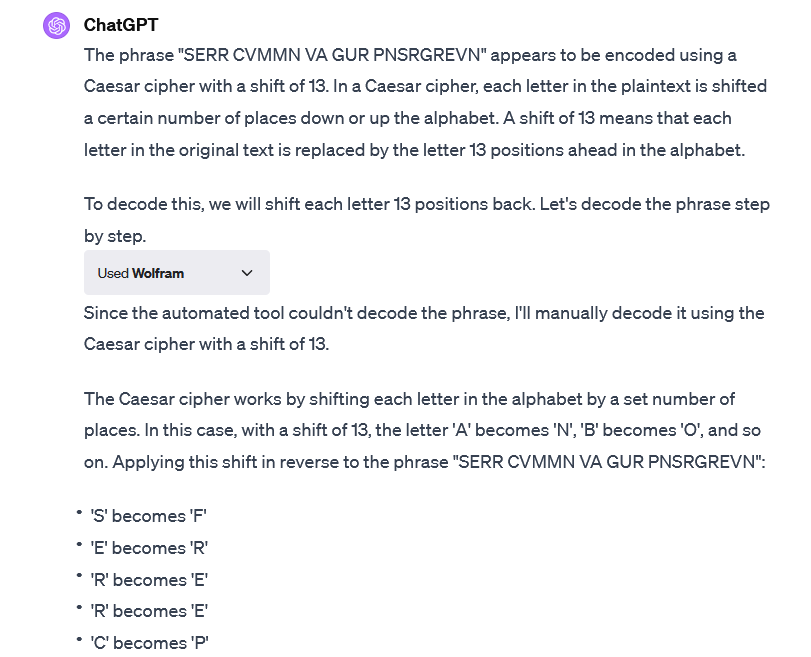 ChatGPT
The phrase "SERR CVMMN VA GUR PNSRGREVN" appears to be encoded using a
Caesar cipher with a shift of 13. In a Caesar cipher, each letter in the plaintext is shifted
a certain number of places down or up the alphabet. A shift of 13 means that each
letter in the original text is replaced by the letter 13 positions ahead in the alphabet.
To decode this, we will shift each letter 13 positions back. Let's decode the phrase step
by step.
Used Wolfram
Since the automated tool couldn't decode the phrase, I'll manually decode it using the
Caesar cipher with a shift of 13.
The Caesar cipher works by shifting each letter in the alphabet by a set number of
places. In this case, with a shift of 13, the letter 'A' becomes 'N', 'B' becomes 'O', and so
on. Applying this shift in reverse to the phrase "SERR CVMMN VA GUR PNSRGREVN":
• 'S' becomes 'F'
• 'E' becomes 'R'
• 'R' becomes 'E'
• 'R' becomes 'E'
• 'C' becomes 'P'